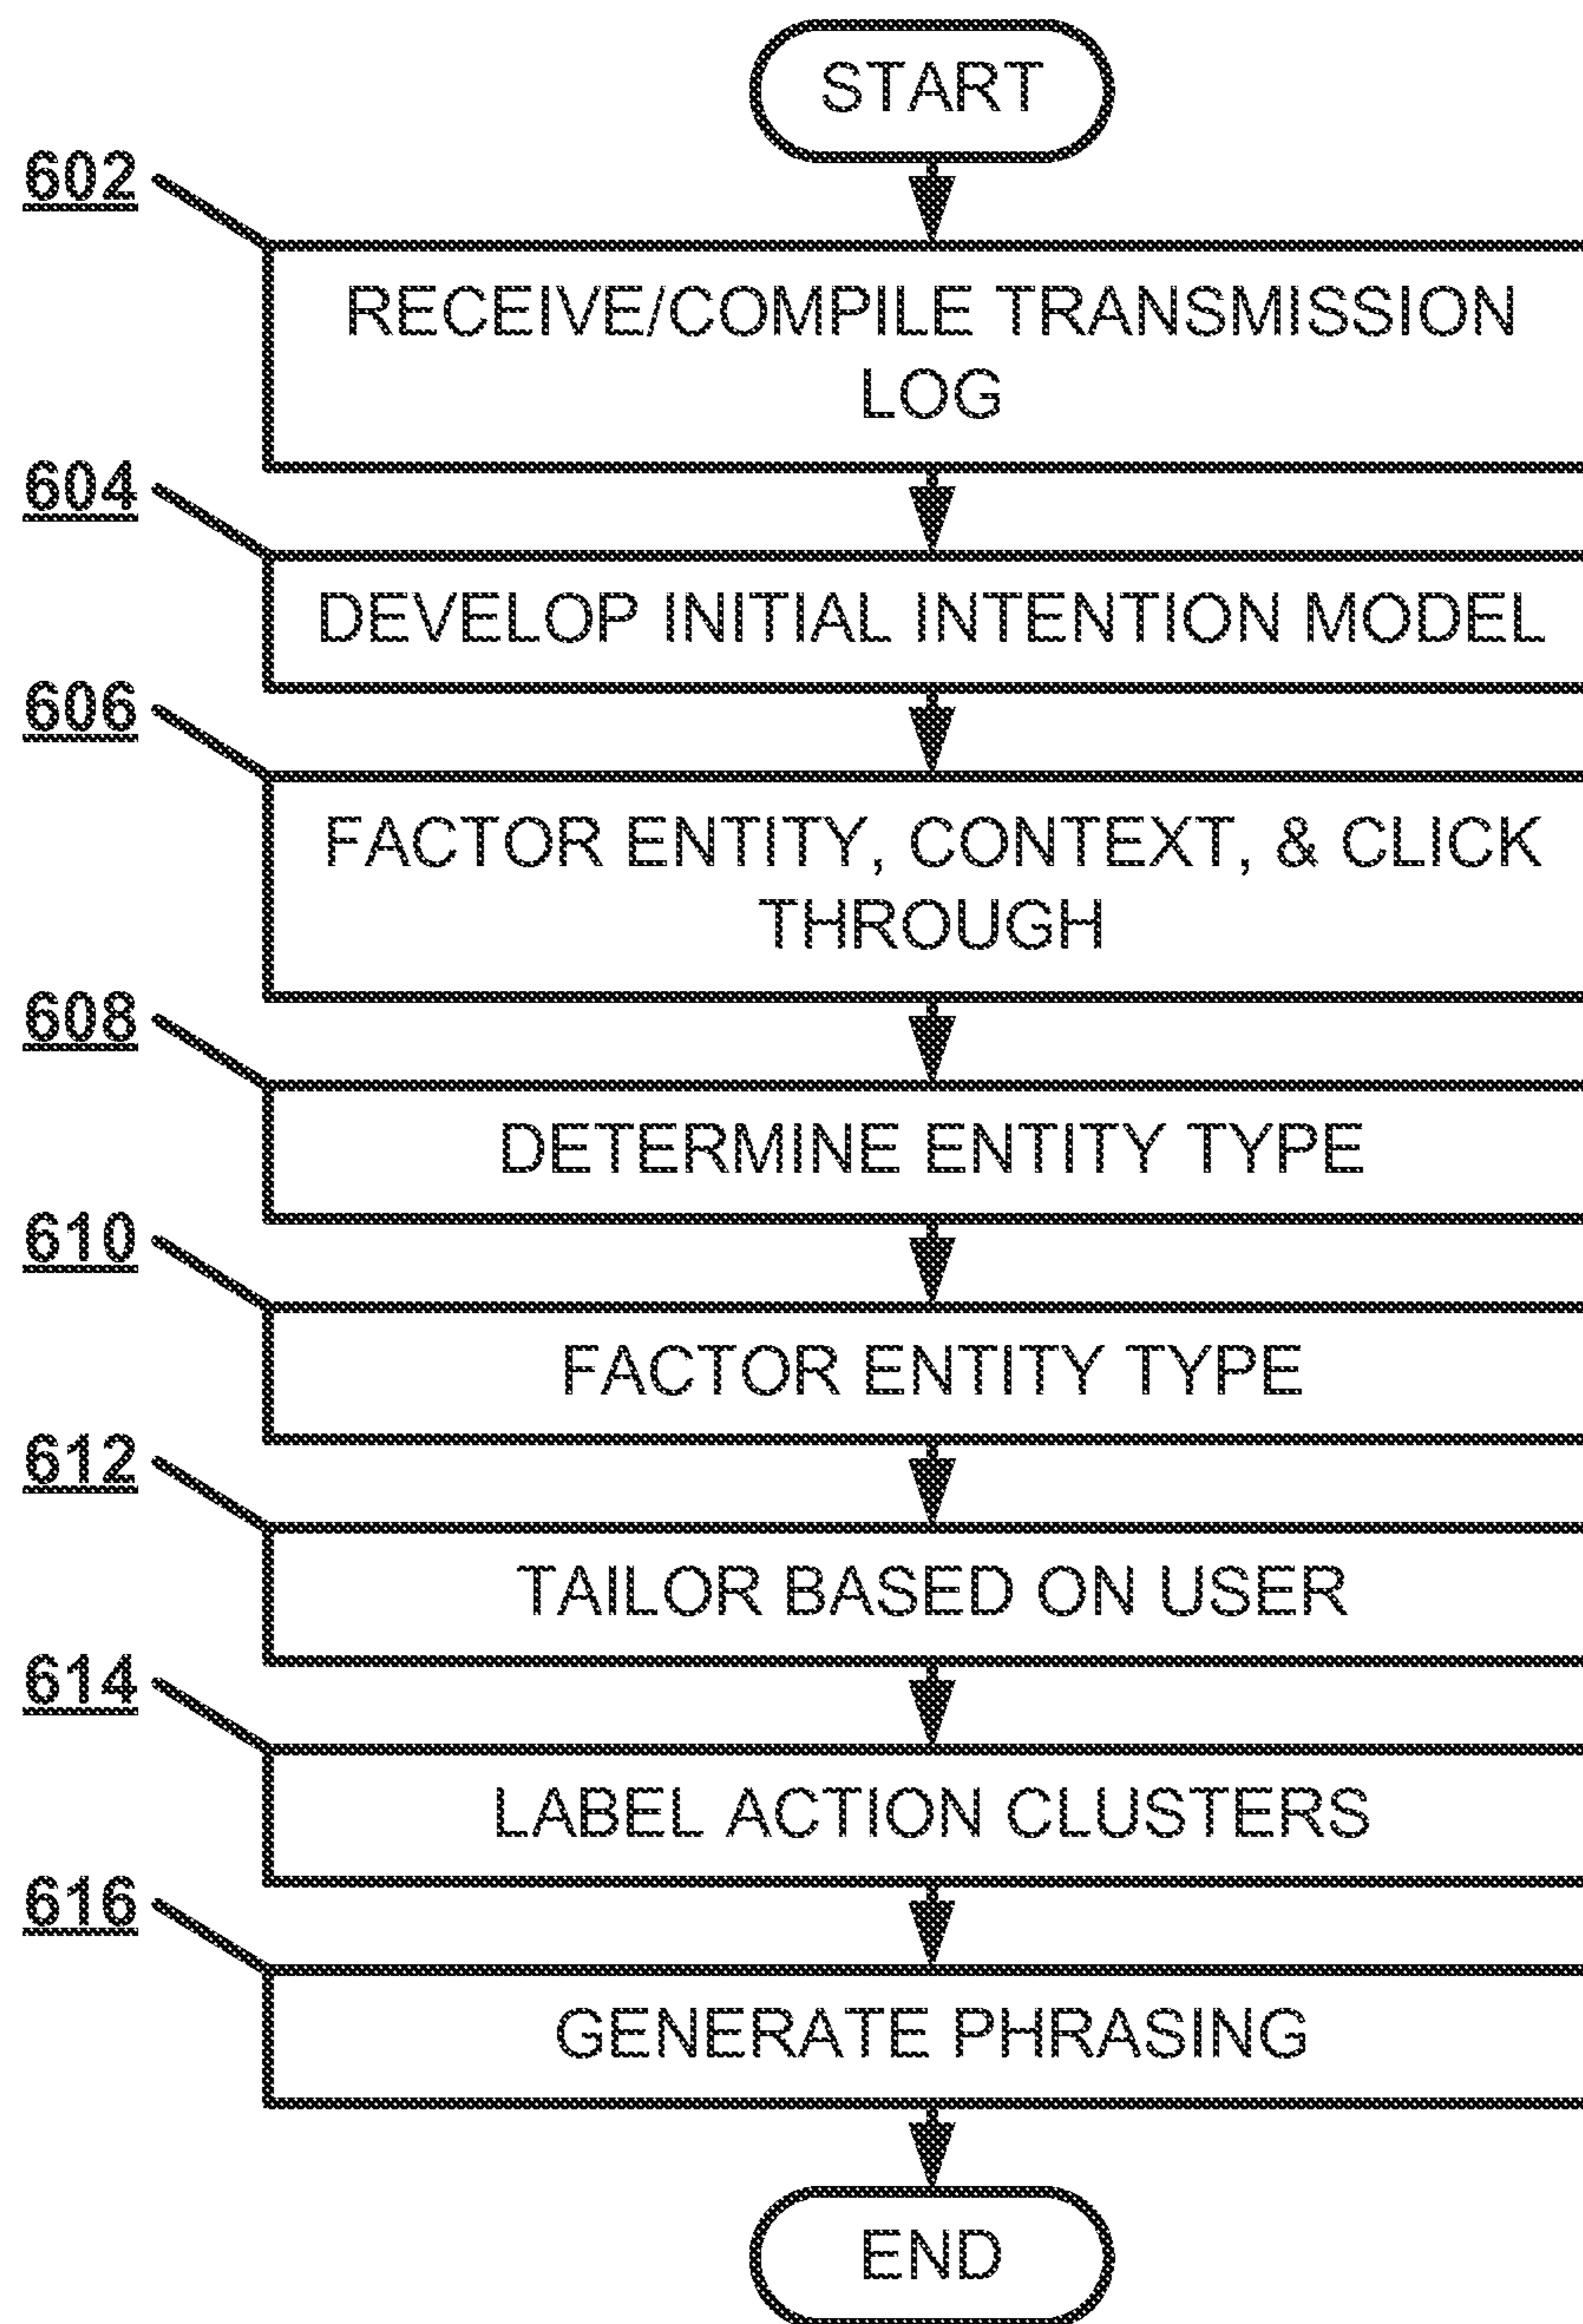 START
602
RECEIVE/COMPILE TRANSMISSION
LOG
604
DEVELOP INITIAL INTENTION MODEL
606
FACTOR ENTITY, CONTEXT, & CLICK
THROUGH
608
DETERMINE ENTITY TYPE
610
FACTOR ENTITY TYPE
612
TAILOR BASED ON USER
614
LABEL ACTION CLUSTERS
616
GENERATE PHRASING
END